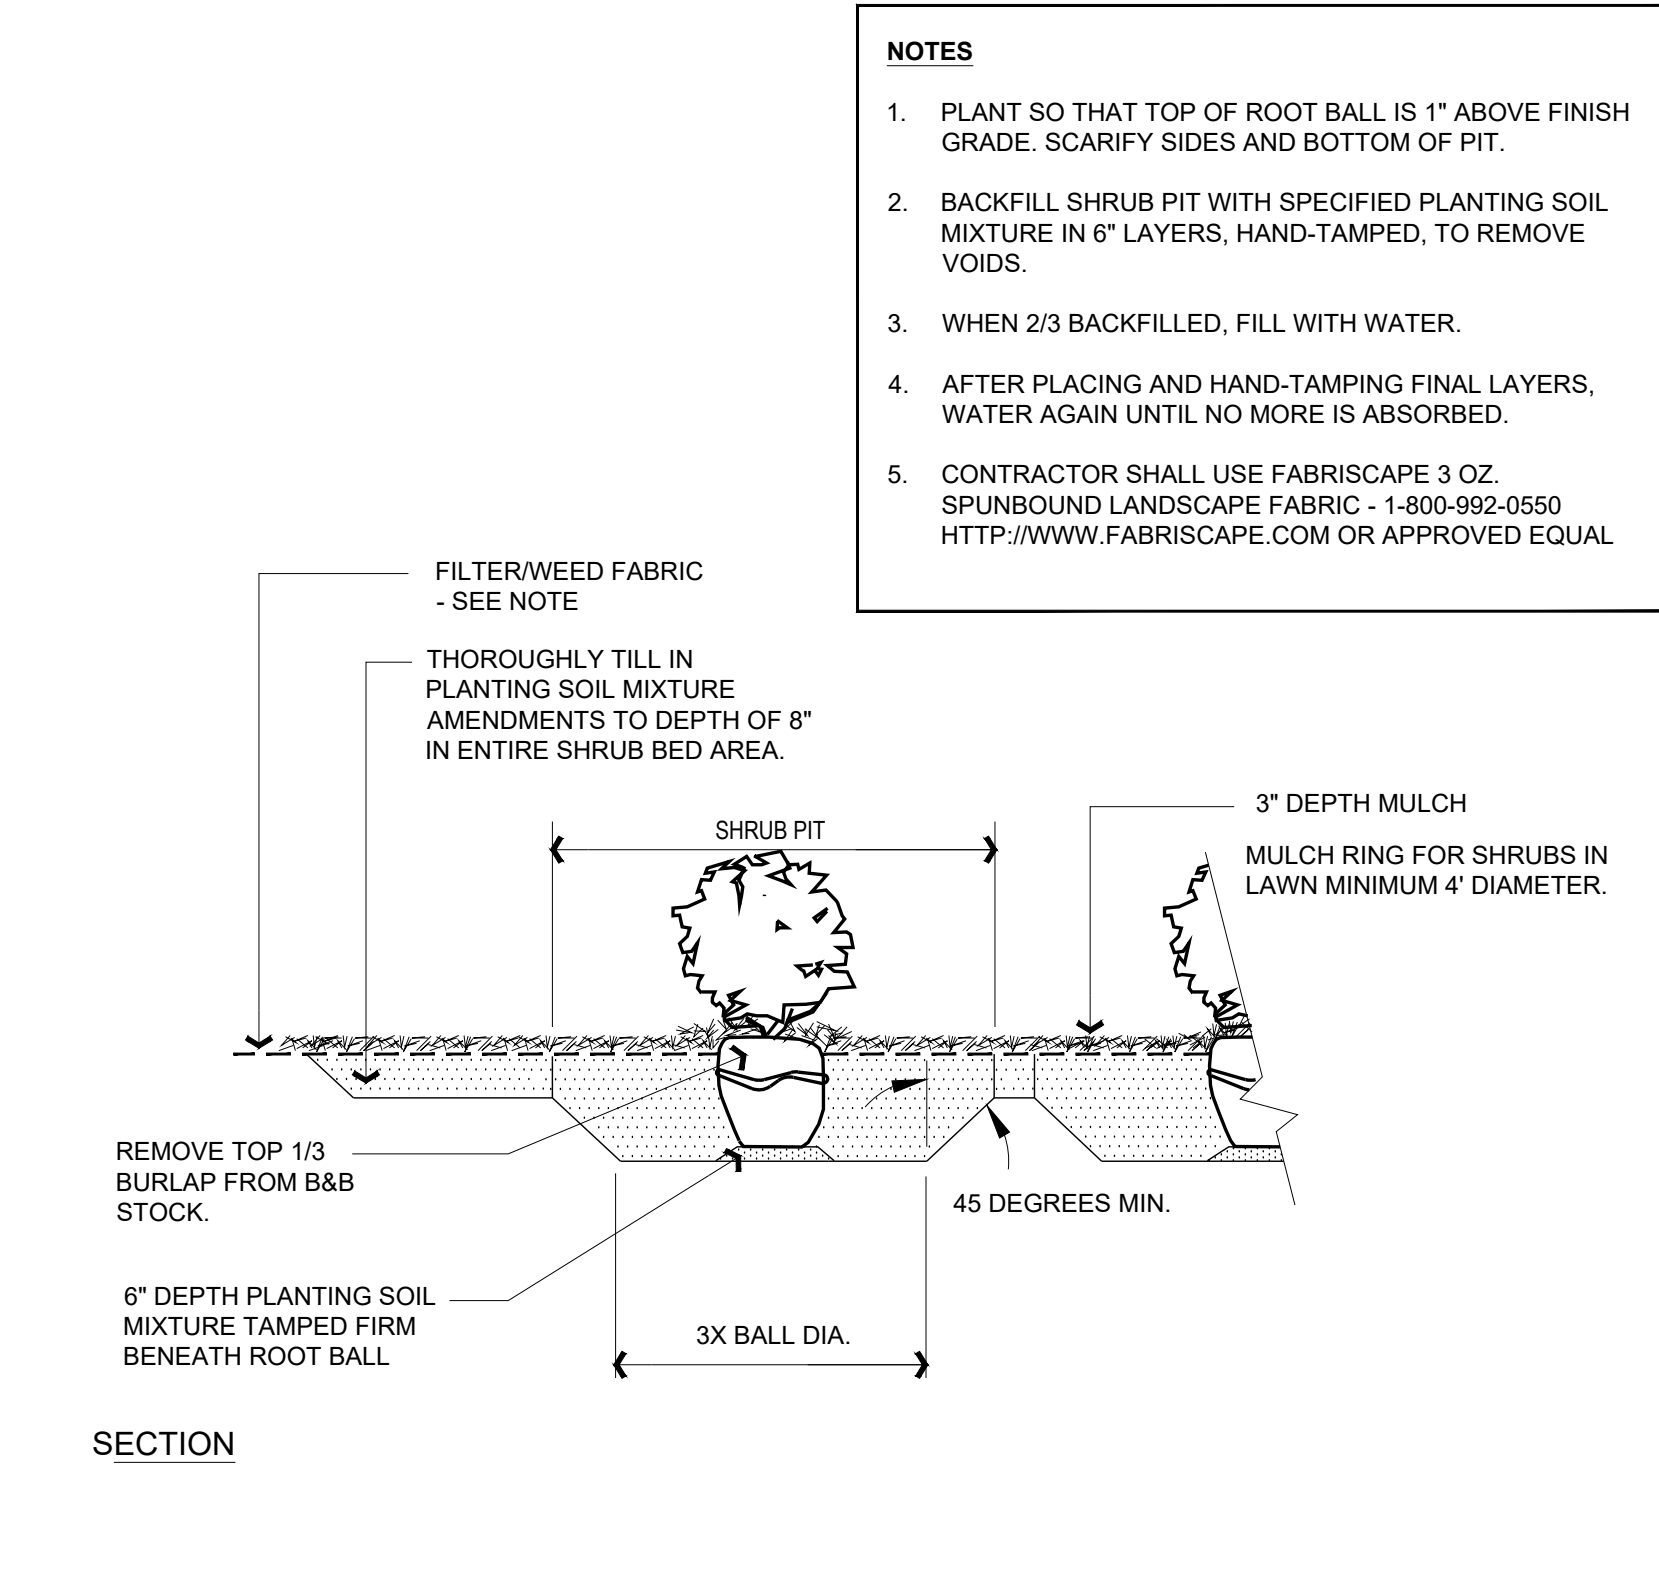 NOTES
1. PLANT SO THAT TOP OF ROOT BALL IS 1" ABOVE FINISH
GRADE. SCARIFY SIDES AND BOTTOM OF PIT.
2. BACKFILL SHRUB PIT WITH SPECIFIED PLANTING SOIL
MIXTURE IN 6" LAYERS, HAND-TAMPED, TO REMOVE
VOIDS.
3. WHEN 2/3 BACKFILLED, FILL WITH WATER.
4. AFTER PLACING AND HAND-TAMPING FINAL LAYERS,
WATER AGAIN UNTIL NO MORE IS ABSORBED.
5. CONTRACTOR SHALL USE FABRISCAPE 3 OZ.
SPUNBOUND LANDSCAPE FABRIC - 1-800-992-0550
HTTP://WWW.FABRISCAPE.COM OR APPROVED EQUAL
FILTER/WEED FABRIC
- SEE NOTE
THOROUGHLY TILL IN
PLANTING SOIL MIXTURE
AMENDMENTS TO DEPTH OF 8"
IN ENTIRE SHRUB BED AREA.
SHRUB PIT
3" DEPTH MULCH
MULCH RING FOR SHRUBS IN
LAWN MINIMUM 4' DIAMETER.
REMOVE TOP 1/3
BURLAP FROM B&B
STOCK.
45 DEGREES MIN.
6" DEPTH PLANTING SOIL
MIXTURE TAMPED FIRM
BENEATH ROOT BALL
3X BALL DIA.
SECTION